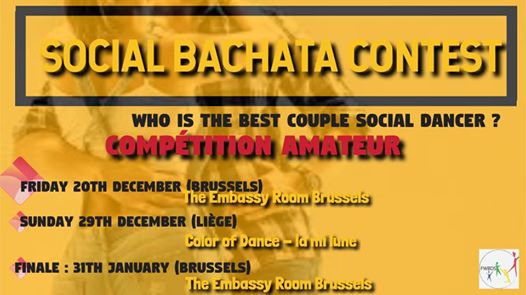 SOCIAL BACHATA CONTEST
WHO IS THE BEST COUPLE SOCIAL DANCER ?
COMPÉTITION AMATEUR
FRIDAY 20TH DECEMBER (BRUSSELS)
The Embassy Room Brussels
SUNDAY 29TH DECEMBER (LIÈGE)
Color of Dance - la mi lûne
FINALE : 31TH JANUARY (BRUSSELS)
The Embassy Room Brussels